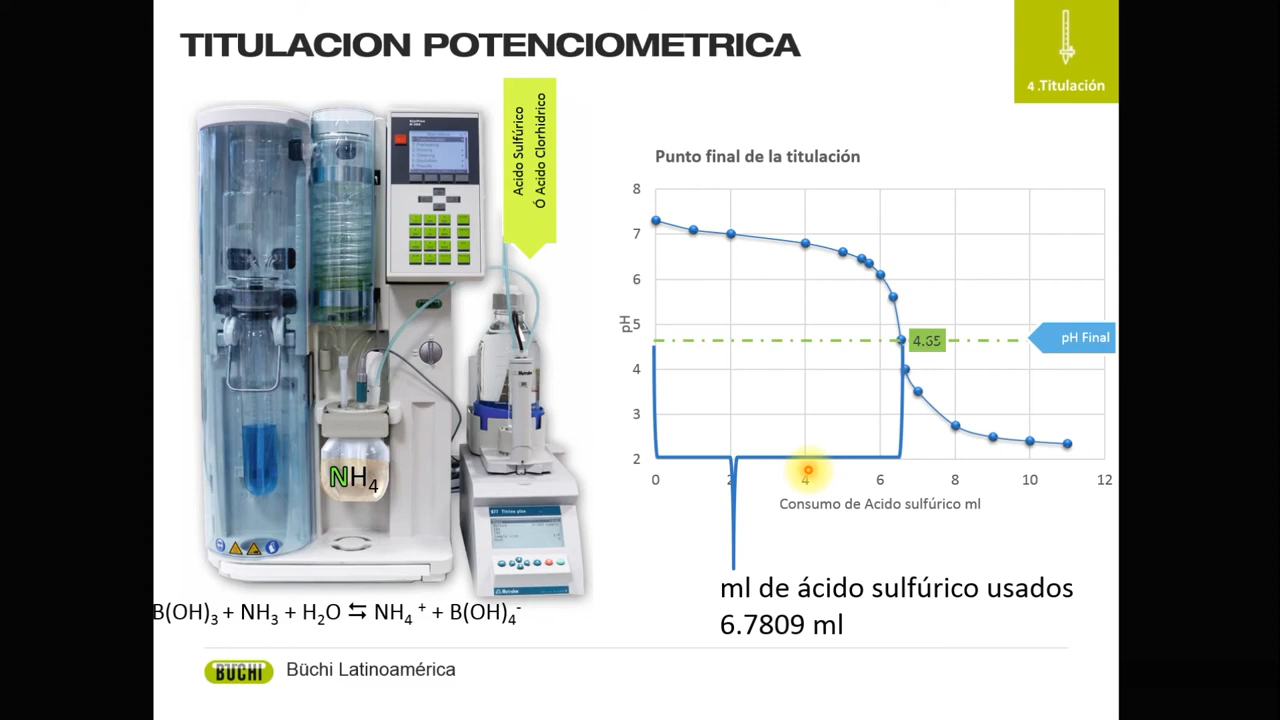 TITULACION POTENCIOMETRICA
4 .Titulación
Acido Sulfúrico
Ó Acido Clorhidrico
Punto final de la titulación
8
7
6
5
4
3
2
pH
4.65
pH Final
0 2 4 6 8 10 12
Consumo de Acido sulfúrico ml
NH4
ml de ácido sulfúrico usados
6.7809 ml
B(OH)3 + NH3 + H2O ⇆ NH4 + + B(OH)4-
BÜCHI
Büchi Latinoamérica